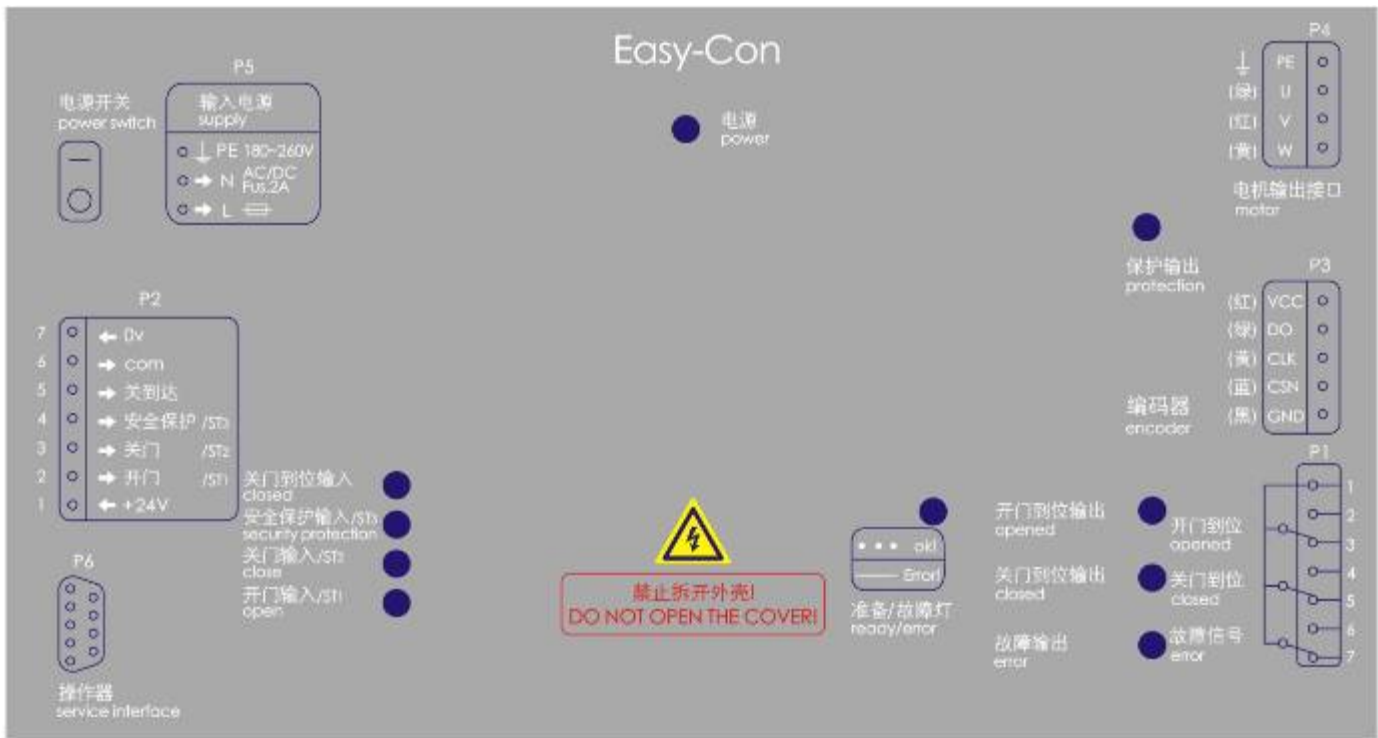 Easy-Con
P5
电源开关
power switch
输入电源
supply
PE 180~260V
N AC/DC
Fus.2A
L
电源
power
P4
PE
(绿) U
(红) V
(黄) W
电机输出接口
motor
保护输出
protection
P3
(红) VCC
(绿) DO
(黄) CLK
(蓝) CSN
(黑) GND
编码器
encoder
P2
7 0v
6 com
5 关到达
4 安全保护 /ST3
3 关门 /ST2
2 开门 /ST1
1 +24V
关门到位输入
closed
安全保护输入/ST3
security protection
关门输入/ST2
close
开门输入/ST1
open
P6
操作器
service interface
禁止拆开外壳!
DO NOT OPEN THE COVER!
ok!
Error!
准备/故障灯
ready/error
开门到位输出
opened
关门到位输出
closed
故障输出
error
开门到位
opened
关门到位
closed
故障信号
error
P1
1
2
3
4
5
6
7